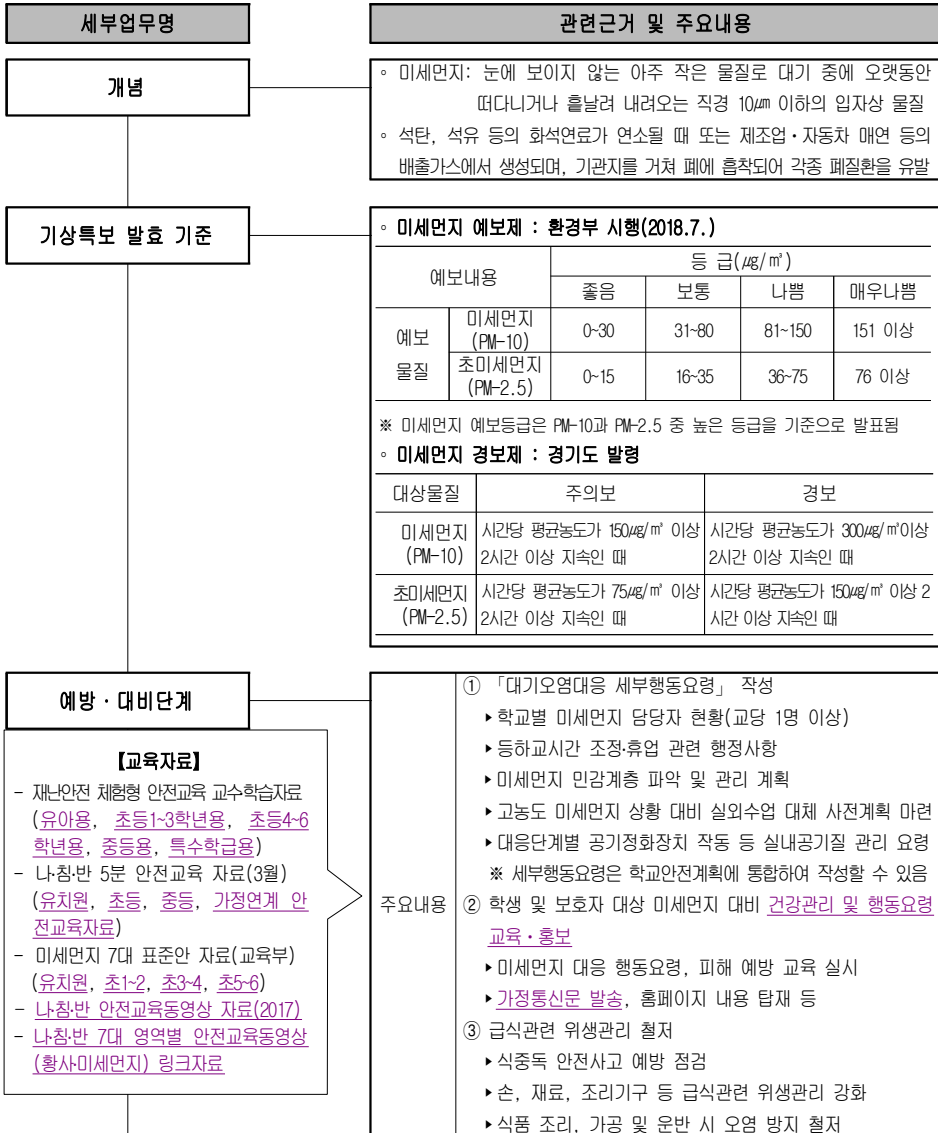 세부업무명
관련근거 및 주요내용
개념
◦ 미세먼지: 눈에 보이지 않는 아주 작은 물질로 대기 중에 오랫동안
떠다니거나 흩날려 내려오는 직경 10㎛ 이하의 입자상 물질
◦ 석탄, 석유 등의 화석연료가 연소될 때 또는 제조업・자동차 매연 등의
배출가스에서 생성되며, 기관지를 거쳐 폐에 흡착되어 각종 폐질환을 유발
기상특보 발효 기준
◦ 미세먼지 예보제 : 환경부 시행(2018.7.)
예보내용
등 급(㎍/㎥)
좋음 보통 나쁨 매우나쁨
예보
물질
미세먼지
(PM-10)
0~30 31~80 81~150 151 이상
초미세먼지
(PM-2.5)
0~15 16~35 36~75 76 이상
※ 미세먼지 예보등급은 PM-10과 PM-2.5 중 높은 등급을 기준으로 발표됨
◦ 미세먼지 경보제 : 경기도 발령
대상물질 주의보 경보
미세먼지
(PM-10)
시간당 평균농도가 150㎍/㎥ 이상
2시간 이상 지속인 때
시간당 평균농도가 300㎍/㎥이상
2시간 이상 지속인 때
초미세먼지
(PM-2.5)
시간당 평균농도가 75㎍/㎥ 이상
2시간 이상 지속인 때
시간당 평균농도가 150㎍/㎥ 이상 2
시간 이상 지속인 때
예방・대비단계
【교육자료】
- 재난안전 체험형 안전교육 교수학습자료
(유아용, 초등1~3학년용, 초등4~6
학년용, 중등용, 특수학급용)
- 나·침·반 5분 안전교육 자료(3월)
(유치원, 초등, 중등, 가정연계 안
전교육자료)
- 미세먼지 7대 표준안 자료(교육부)
(유치원, 초1~2, 초3~4, 초5~6)
- 나·침·반 안전교육동영상 자료(2017)
- 나·침·반 7대 영역별 안전교육동영상
(황사·미세먼지) 링크자료
주요내용
① 「대기오염대응 세부행동요령」 작성
▸학교별 미세먼지 담당자 현황(교당 1명 이상)
▸등하교시간 조정·휴업 관련 행정사항
▸미세먼지 민감계층 파악 및 관리 계획
▸고농도 미세먼지 상황 대비 실외수업 대체 사전계획 마련
▸대응단계별 공기정화장치 작동 등 실내공기질 관리 요령
※ 세부행동요령은 학교안전계획에 통합하여 작성할 수 있음
② 학생 및 보호자 대상 미세먼지 대비 건강관리 및 행동요령
교육・홍보
▸미세먼지 대응 행동요령, 피해 예방 교육 실시
▸가정통신문 발송, 홈페이지 내용 탑재 등
③ 급식관련 위생관리 철저
▸식중독 안전사고 예방 점검
▸손, 재료, 조리기구 등 급식관련 위생관리 강화
▸식품 조리, 가공 및 운반 시 오염 방지 철저